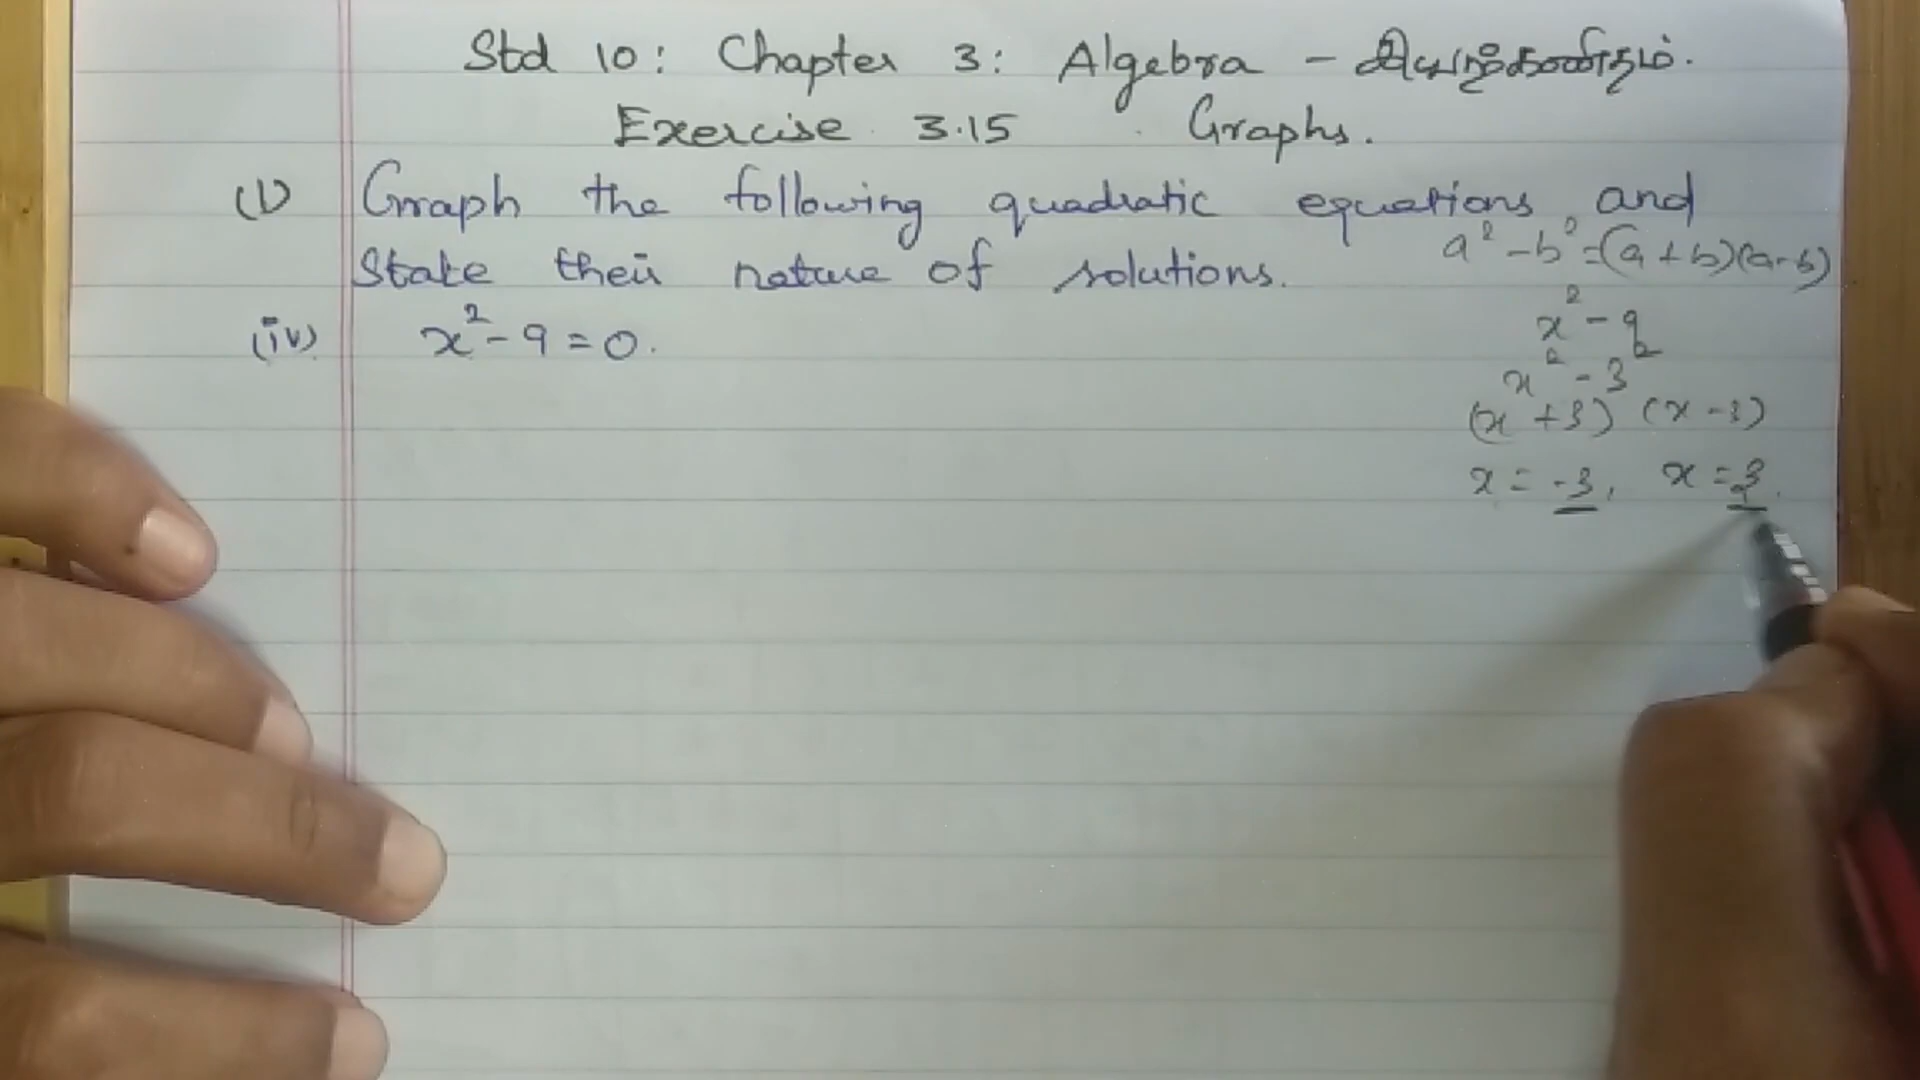 Std 10: Chapter 3: Algebra - இயற்கணிதம்.
Exercise 3.15 Graphs.
(1) Graph the following quadratic equations and
State their nature of solutions.
a² - b² = (a + b)(a - b)
(iv) x² - 9 = 0.
x² - 9
x² - 3²
(x + 3) (x - 3)
x = -3, x = 3.